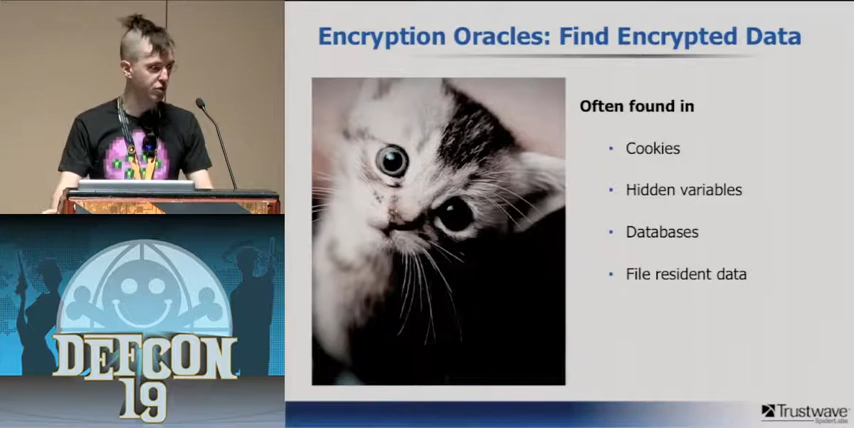 Encryption Oracles: Find Encrypted Data
Often found in
• Cookies
• Hidden variables
• Databases
• File resident data
DEFCON
19
Trustwave
SpiderLabs